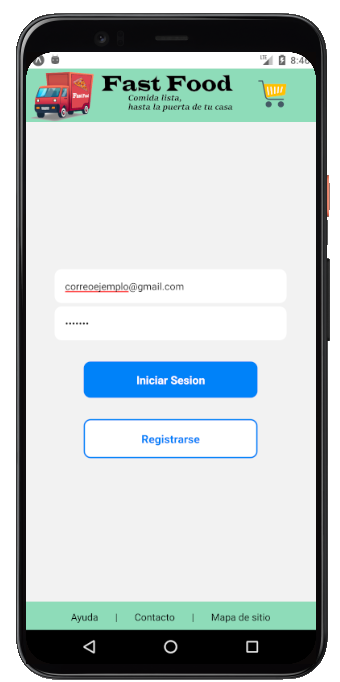 LTE 8:46
Fast Food
Comida lista,
hasta la puerta de tu casa
correoejemplo@gmail.com
•••••••
Iniciar Sesion
Registrarse
Ayuda | Contacto | Mapa de sitio